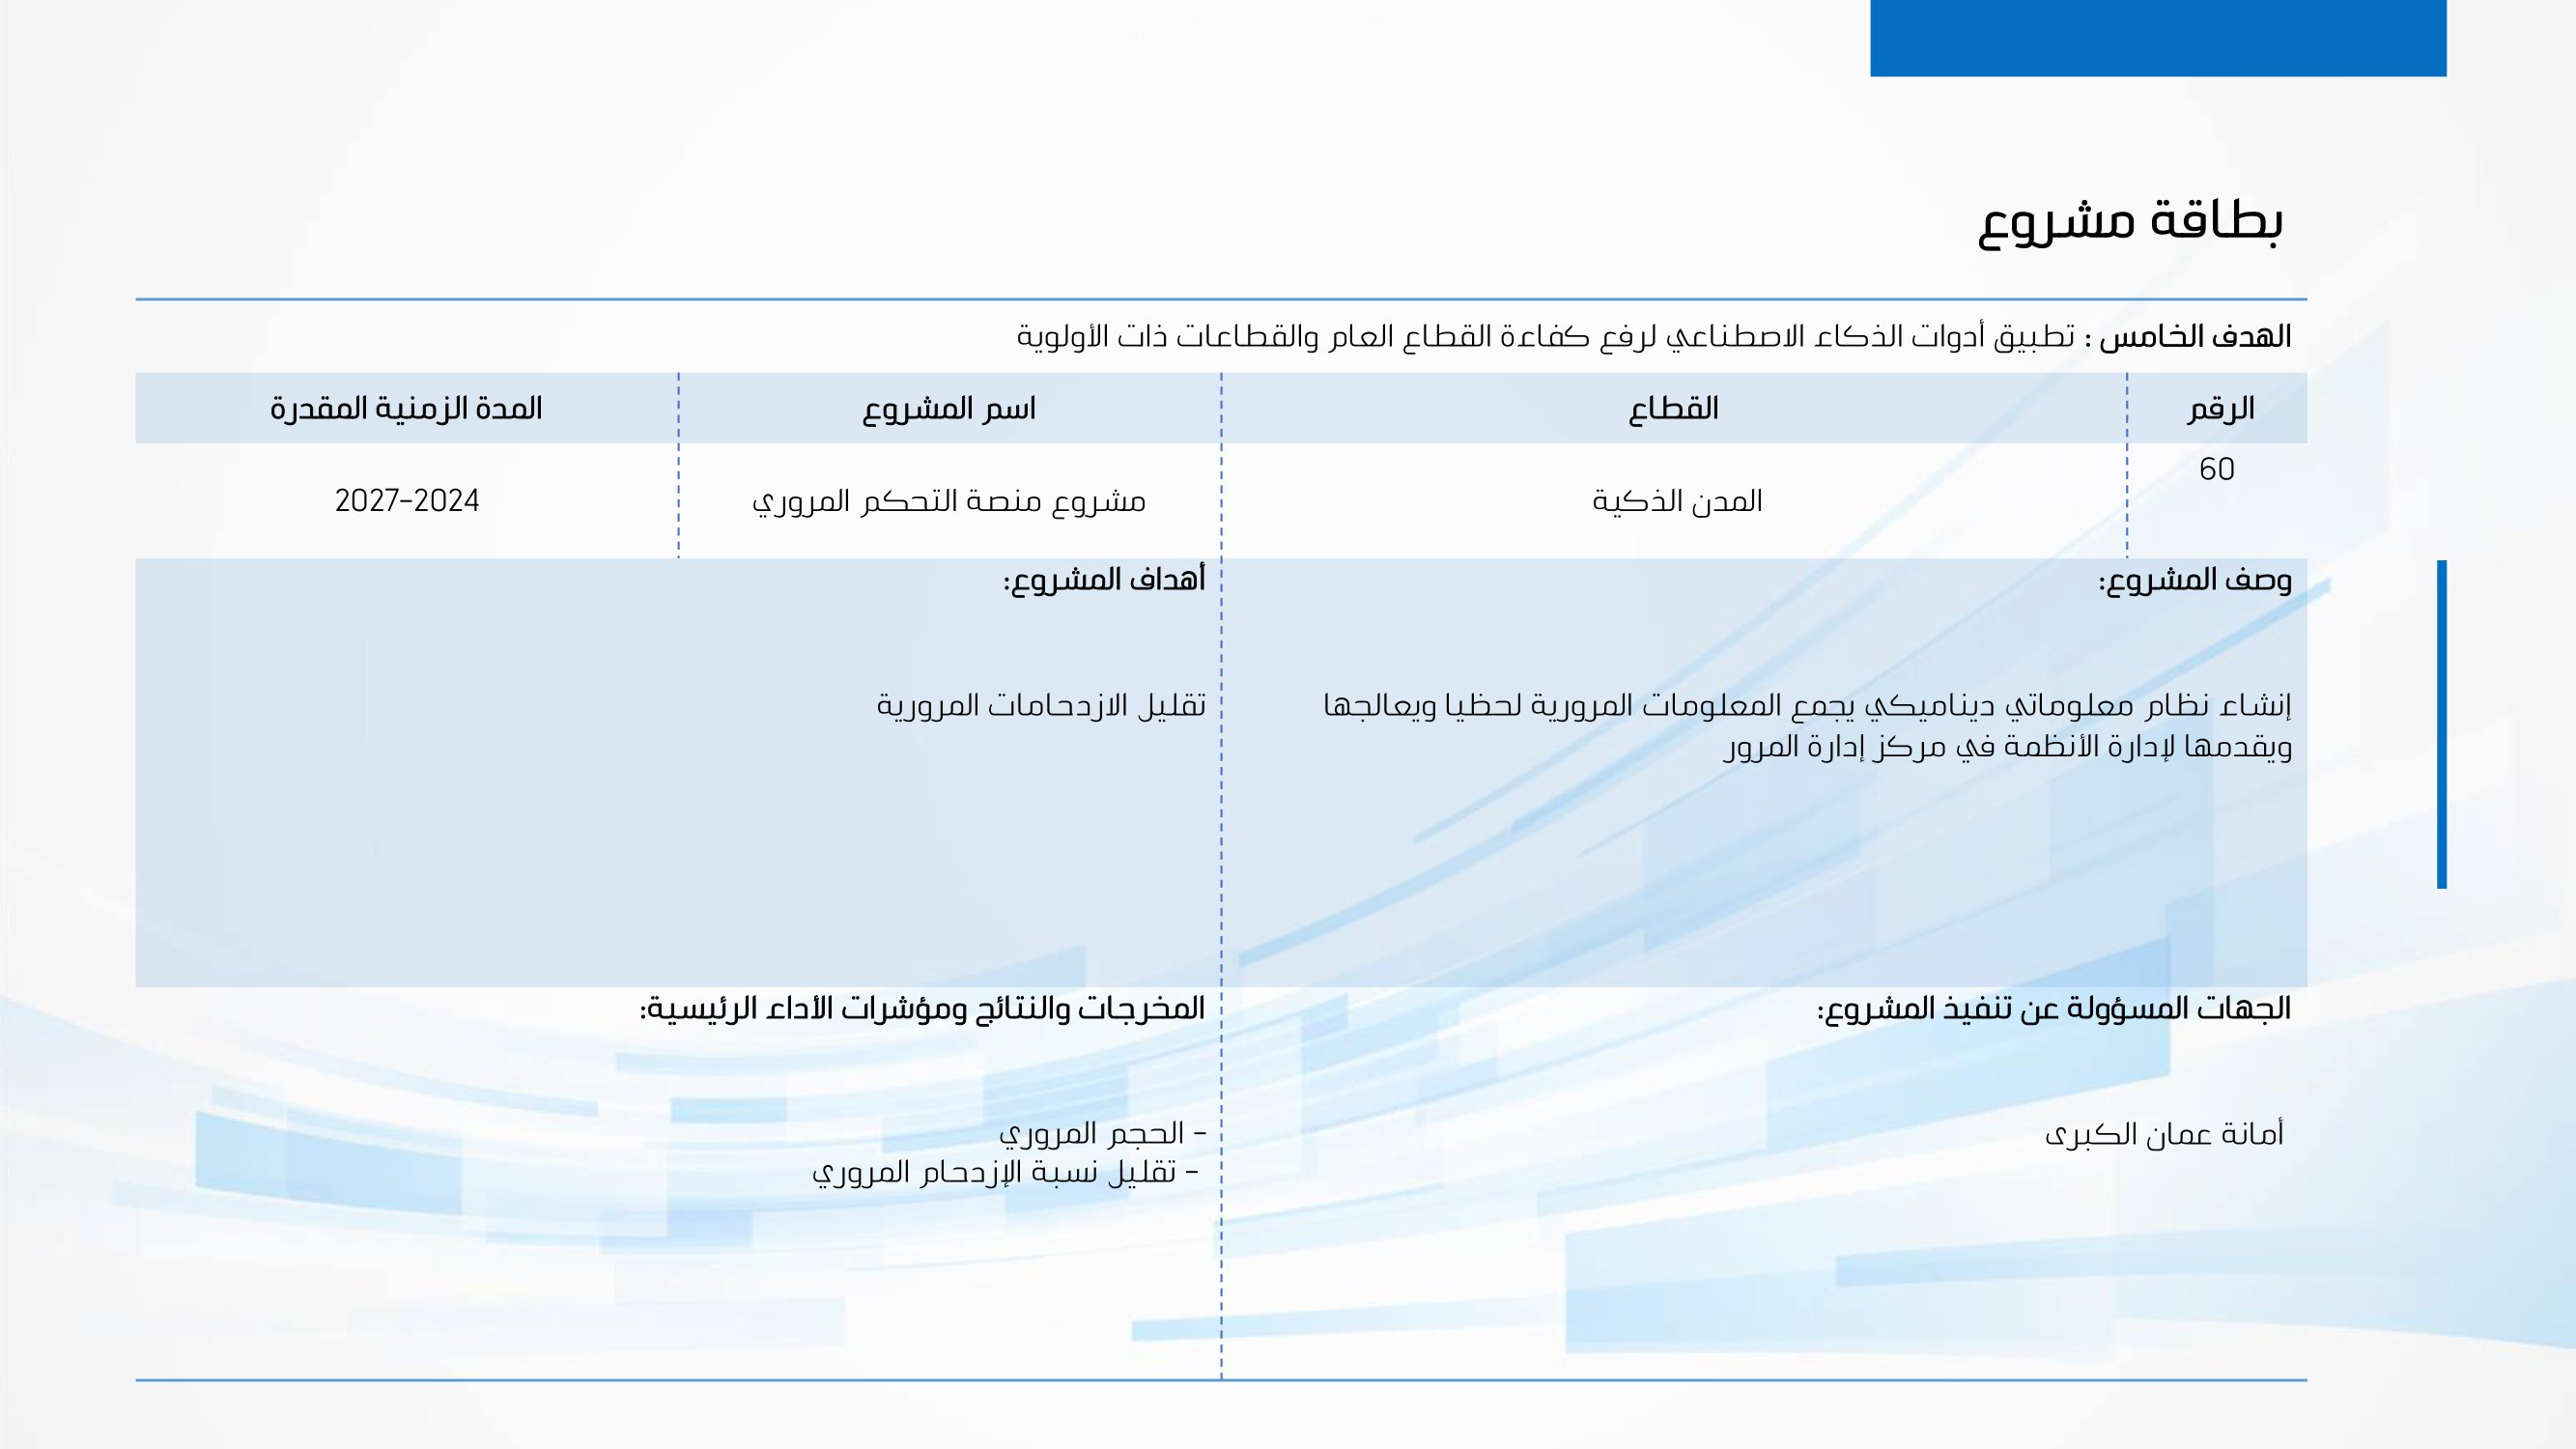 بطاقة مشروع
الهدف الخامس : تطبيق أدوات الذكاء الاصطناعي لرفع كفاءة القطاع العام والقطاعات ذات الأولوية
الرقم القطاع اسم المشروع المدة الزمنية المقدرة
60 المدن الذكية مشروع منصة التحكم المروري 2024-2027
وصف المشروع:
إنشاء نظام معلوماتي ديناميكي يجمع المعلومات المرورية لحظيا ويعالجها
ويقدمها لإدارة الأنظمة في مركز إدارة المرور
أهداف المشروع:
تقليل الازدحامات المرورية
الجهات المسؤولة عن تنفيذ المشروع:
أمانة عمان الكبرى
المخرجات والنتائج ومؤشرات الأداء الرئيسية:
- الحجم المروري
- تقليل نسبة الإزدحام المروري